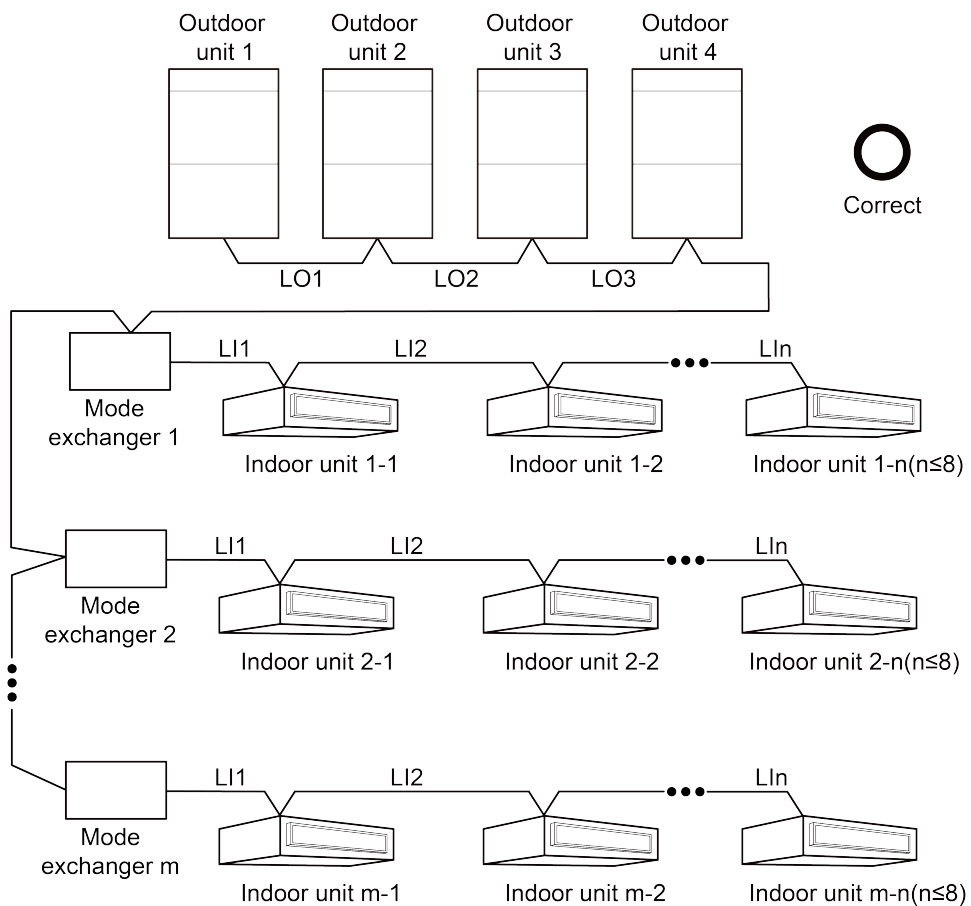 Outdoor
unit 1
Outdoor
unit 2
Outdoor
unit 3
Outdoor
unit 4
Correct
LO1
LO2
LO3
LI1
LI2
LIn
Mode
exchanger 1
Indoor unit 1-1
Indoor unit 1-2
Indoor unit 1-n(n≤8)
LI1
LI2
LIn
Mode
exchanger 2
Indoor unit 2-1
Indoor unit 2-2
Indoor unit 2-n(n≤8)
LI1
LI2
LIn
Mode
exchanger m
Indoor unit m-1
Indoor unit m-2
Indoor unit m-n(n≤8)